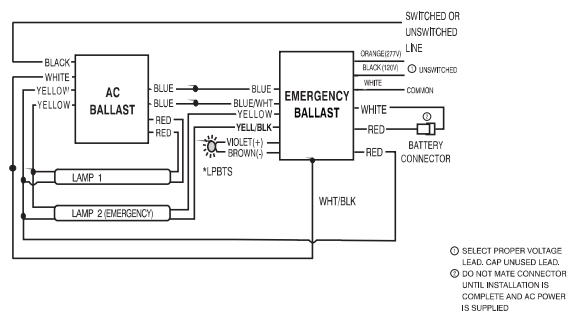 SWITCHED OR
UNSWITCHED
LINE
BLACK
WHITE
YELLOW
YELLOW
AC
BALLAST
BLUE
BLUE
RED
RED
BLUE
BLUE/WHT
YELLOW
YEL/BLK
VIOLET(+)
BROWN(-)
*LPBTS
EMERGENCY
BALLAST
ORANGE(277V)
BLACK (120V)
① UNSWITCHED
WHITE
COMMON
WHITE
②
RED
BATTERY
CONNECTOR
RED
LAMP 1
LAMP 2 (EMERGENCY)
WHT/BLK
① SELECT PROPER VOLTAGE
LEAD. CAP UNUSED LEAD.
② DO NOT MATE CONNECTOR
UNTIL INSTALLATION IS
COMPLETE AND AC POWER
IS SUPPLIED